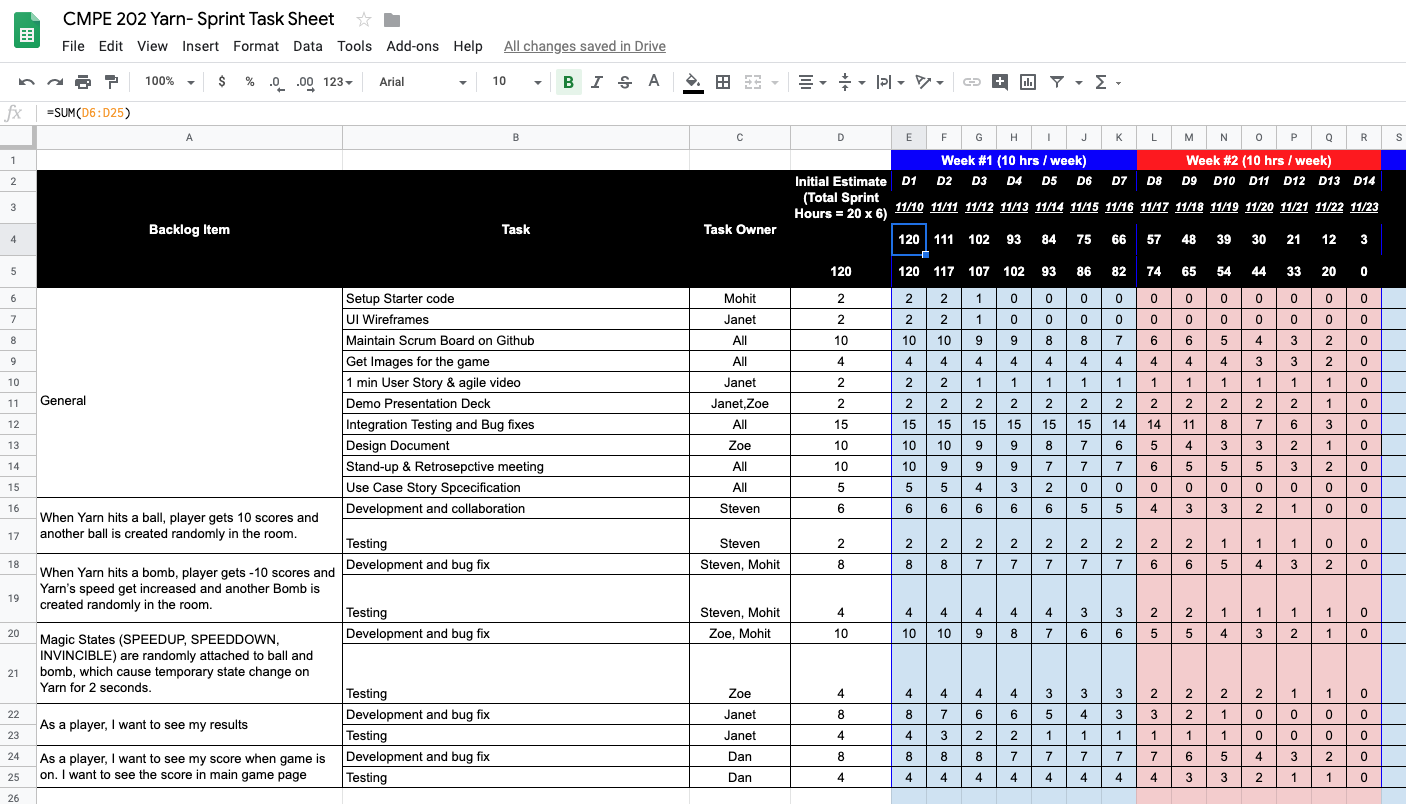 CMPE 202 Yarn- Sprint Task Sheet
File Edit View Insert Format Data Tools Add-ons Help All changes saved in Drive
100% $ % .0 .00 123 Arial 10 B I S A
fx =SUM(D6:D25)
A B C D E F G H I J K L M N O P Q R S
1 Week #1 (10 hrs / week) Week #2 (10 hrs / week)
2 Initial Estimate D1 D2 D3 D4 D5 D6 D7 D8 D9 D10 D11 D12 D13 D14
(Total Sprint
3 Hours = 20 x 6) 11/10 11/11 11/12 11/13 11/14 11/15 11/16 11/17 11/18 11/19 11/20 11/21 11/22 11/23
Backlog Item Task Task Owner
4 120 111 102 93 84 75 66 57 48 39 30 21 12 3
5 120 120 117 107 102 93 86 82 74 65 54 44 33 20 0
6 Setup Starter code Mohit 2 2 2 1 0 0 0 0 0 0 0 0 0 0 0
7 UI Wireframes Janet 2 2 2 1 0 0 0 0 0 0 0 0 0 0 0
8 Maintain Scrum Board on Github All 10 10 10 9 9 8 8 7 6 6 5 4 3 2 0
9 Get Images for the game All 4 4 4 4 4 4 4 4 4 4 4 3 3 2 0
10 1 min User Story & agile video Janet 2 2 2 1 1 1 1 1 1 1 1 1 1 1 0
11 General Demo Presentation Deck Janet,Zoe 2 2 2 2 2 2 2 2 2 2 2 2 2 1 0
12 Integration Testing and Bug fixes All 15 15 15 15 15 15 15 14 14 11 8 7 6 3 0
13 Design Document Zoe 10 10 10 9 9 8 7 6 5 4 3 3 2 1 0
14 Stand-up & Retrosepctive meeting All 10 10 9 9 9 7 7 7 6 5 5 5 3 2 0
15 Use Case Story Spcecification All 5 5 5 4 3 2 0 0 0 0 0 0 0 0 0
16 Development and collaboration Steven 6 6 6 6 6 6 5 5 4 3 3 2 1 0 0
When Yarn hits a ball, player gets 10 scores and
another ball is created randomly in the room.
17 Testing Steven 2 2 2 2 2 2 2 2 2 2 1 1 1 0 0
18 Development and bug fix Steven, Mohit 8 8 8 7 7 7 7 7 6 6 5 4 3 2 0
When Yarn hits a bomb, player gets -10 scores and
Yarn's speed get increased and another Bomb is
created randomly in the room.
19 Testing Steven, Mohit 4 4 4 4 4 4 3 3 2 2 1 1 1 1 0
20 Development and bug fix Zoe, Mohit 10 10 10 9 8 7 6 6 5 5 4 3 2 1 0
Magic States (SPEEDUP, SPEEDDOWN,
INVINCIBLE) are randomly attached to ball and
bomb, which cause temporary state change on
Yarn for 2 seconds.
21 Testing Zoe 4 4 4 4 4 3 3 3 2 2 2 2 1 1 0
22 Development and bug fix Janet 8 8 7 6 6 5 4 3 3 2 1 0 0 0 0
As a player, I want to see my results
23 Testing Janet 4 4 3 2 2 1 1 1 1 1 1 0 0 0 0
24 Development and bug fix Dan 8 8 8 8 7 7 7 7 7 6 5 4 3 2 0
As a player, I want to see my score when game is
on. I want to see the score in main game page
25 Testing Dan 4 4 4 4 4 4 4 4 4 3 3 2 1 1 0
26